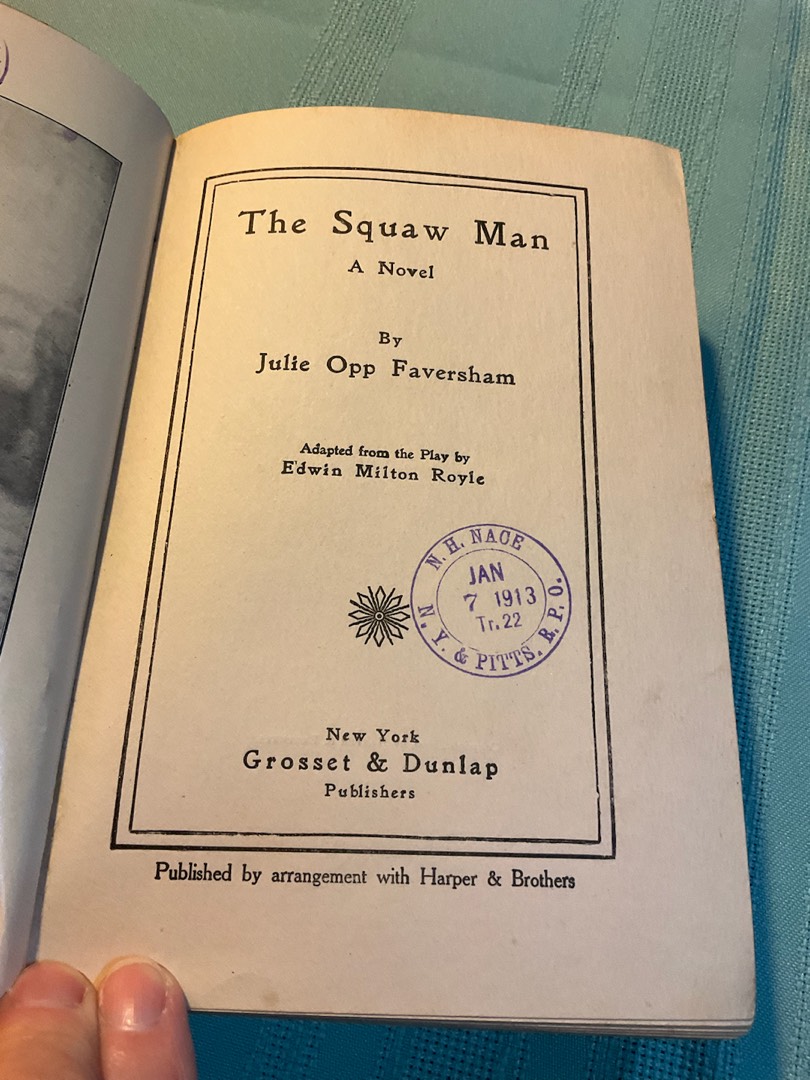 The Squaw Man
A Novel
By
Julie Opp Faversham
Adapted from the Play by
Edwin Milton Royle
N. H. NACE
JAN
7 1913
Tr. 22
N. Y. & PITTS. R. P. O.
New York
Grosset & Dunlap
Publishers
Published by arrangement with Harper & Brothers